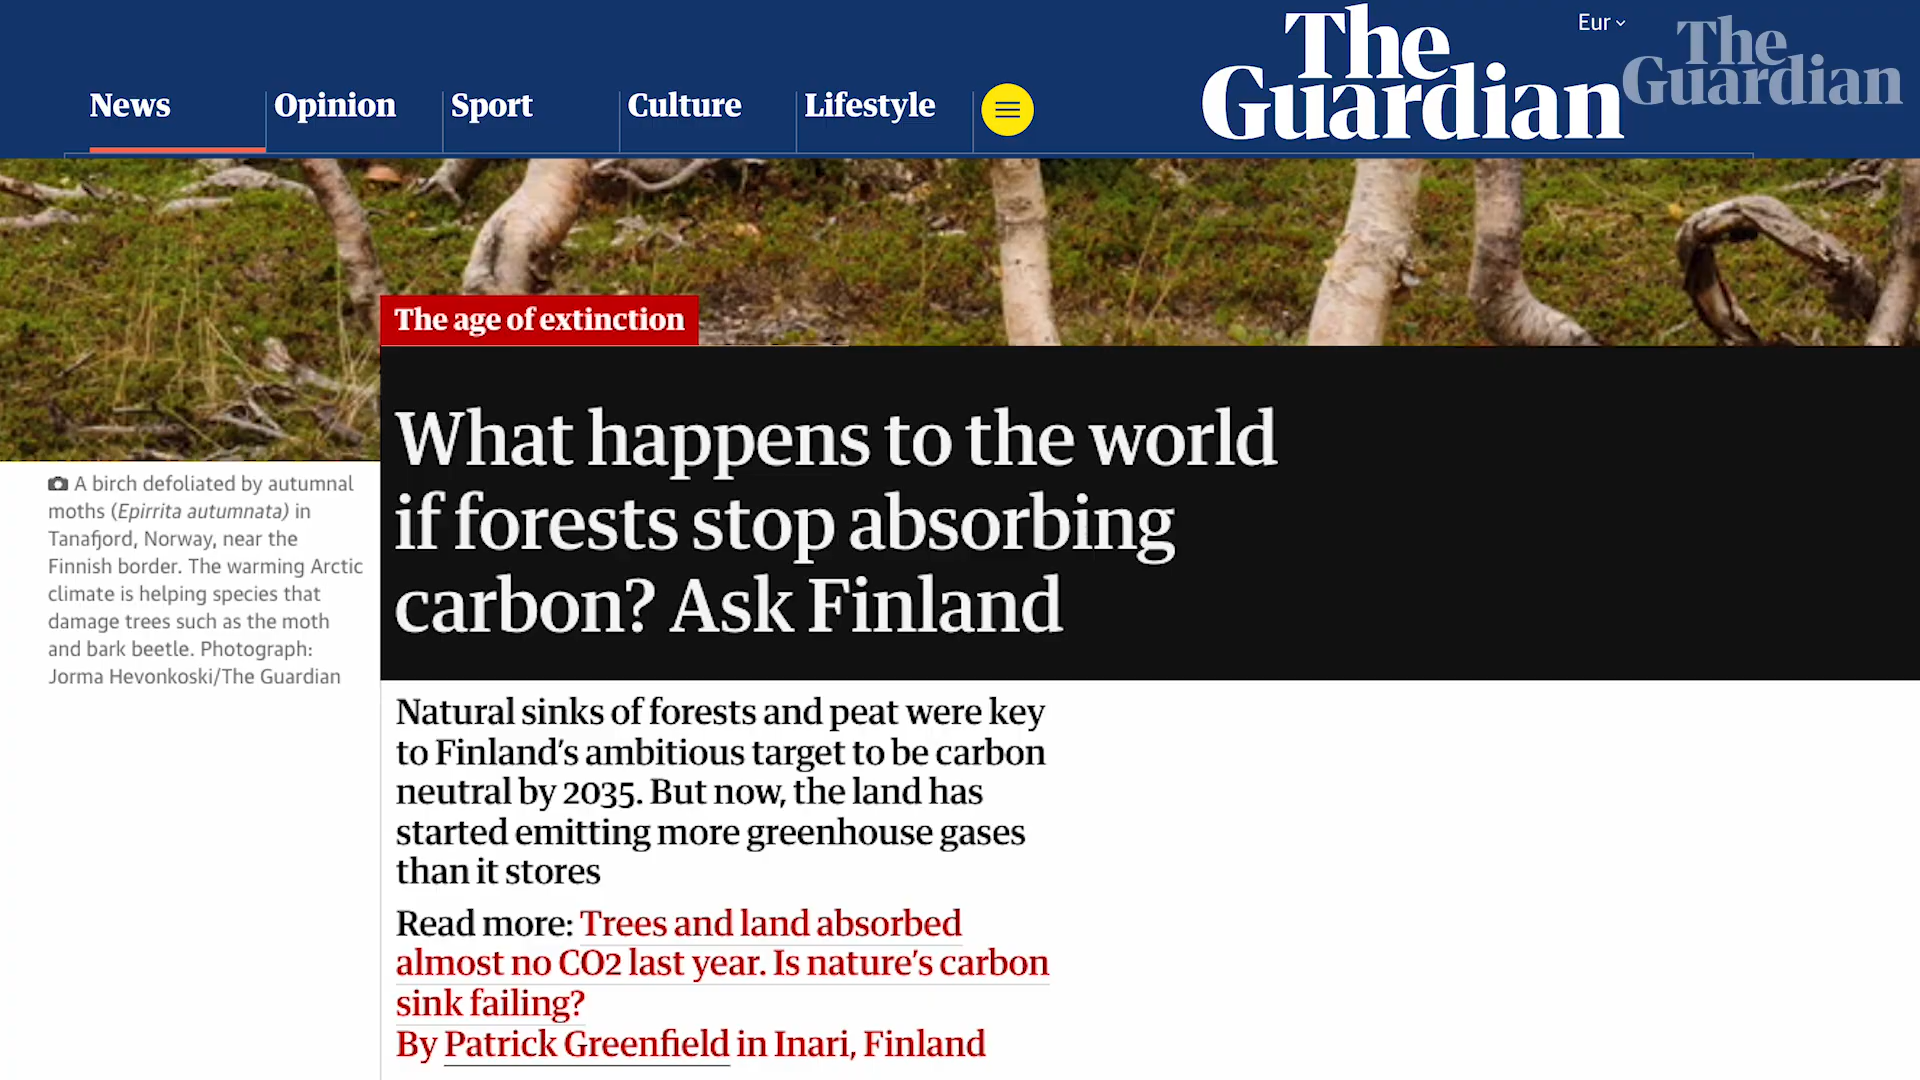 Eur
The
Guardian
The
Guardian
News
Opinion
Sport
Culture
Lifestyle
The age of extinction
What happens to the world
if forests stop absorbing
carbon? Ask Finland
A birch defoliated by autumnal
moths (Epirrita autumnata) in
Tanafjord, Norway, near the
Finnish border. The warming Arctic
climate is helping species that
damage trees such as the moth
and bark beetle. Photograph:
Jorma Hevonkoski/The Guardian
Natural sinks of forests and peat were key
to Finland’s ambitious target to be carbon
neutral by 2035. But now, the land has
started emitting more greenhouse gases
than it stores
Read more: Trees and land absorbed
almost no CO2 last year. Is nature’s carbon
sink failing?
By Patrick Greenfield in Inari, Finland